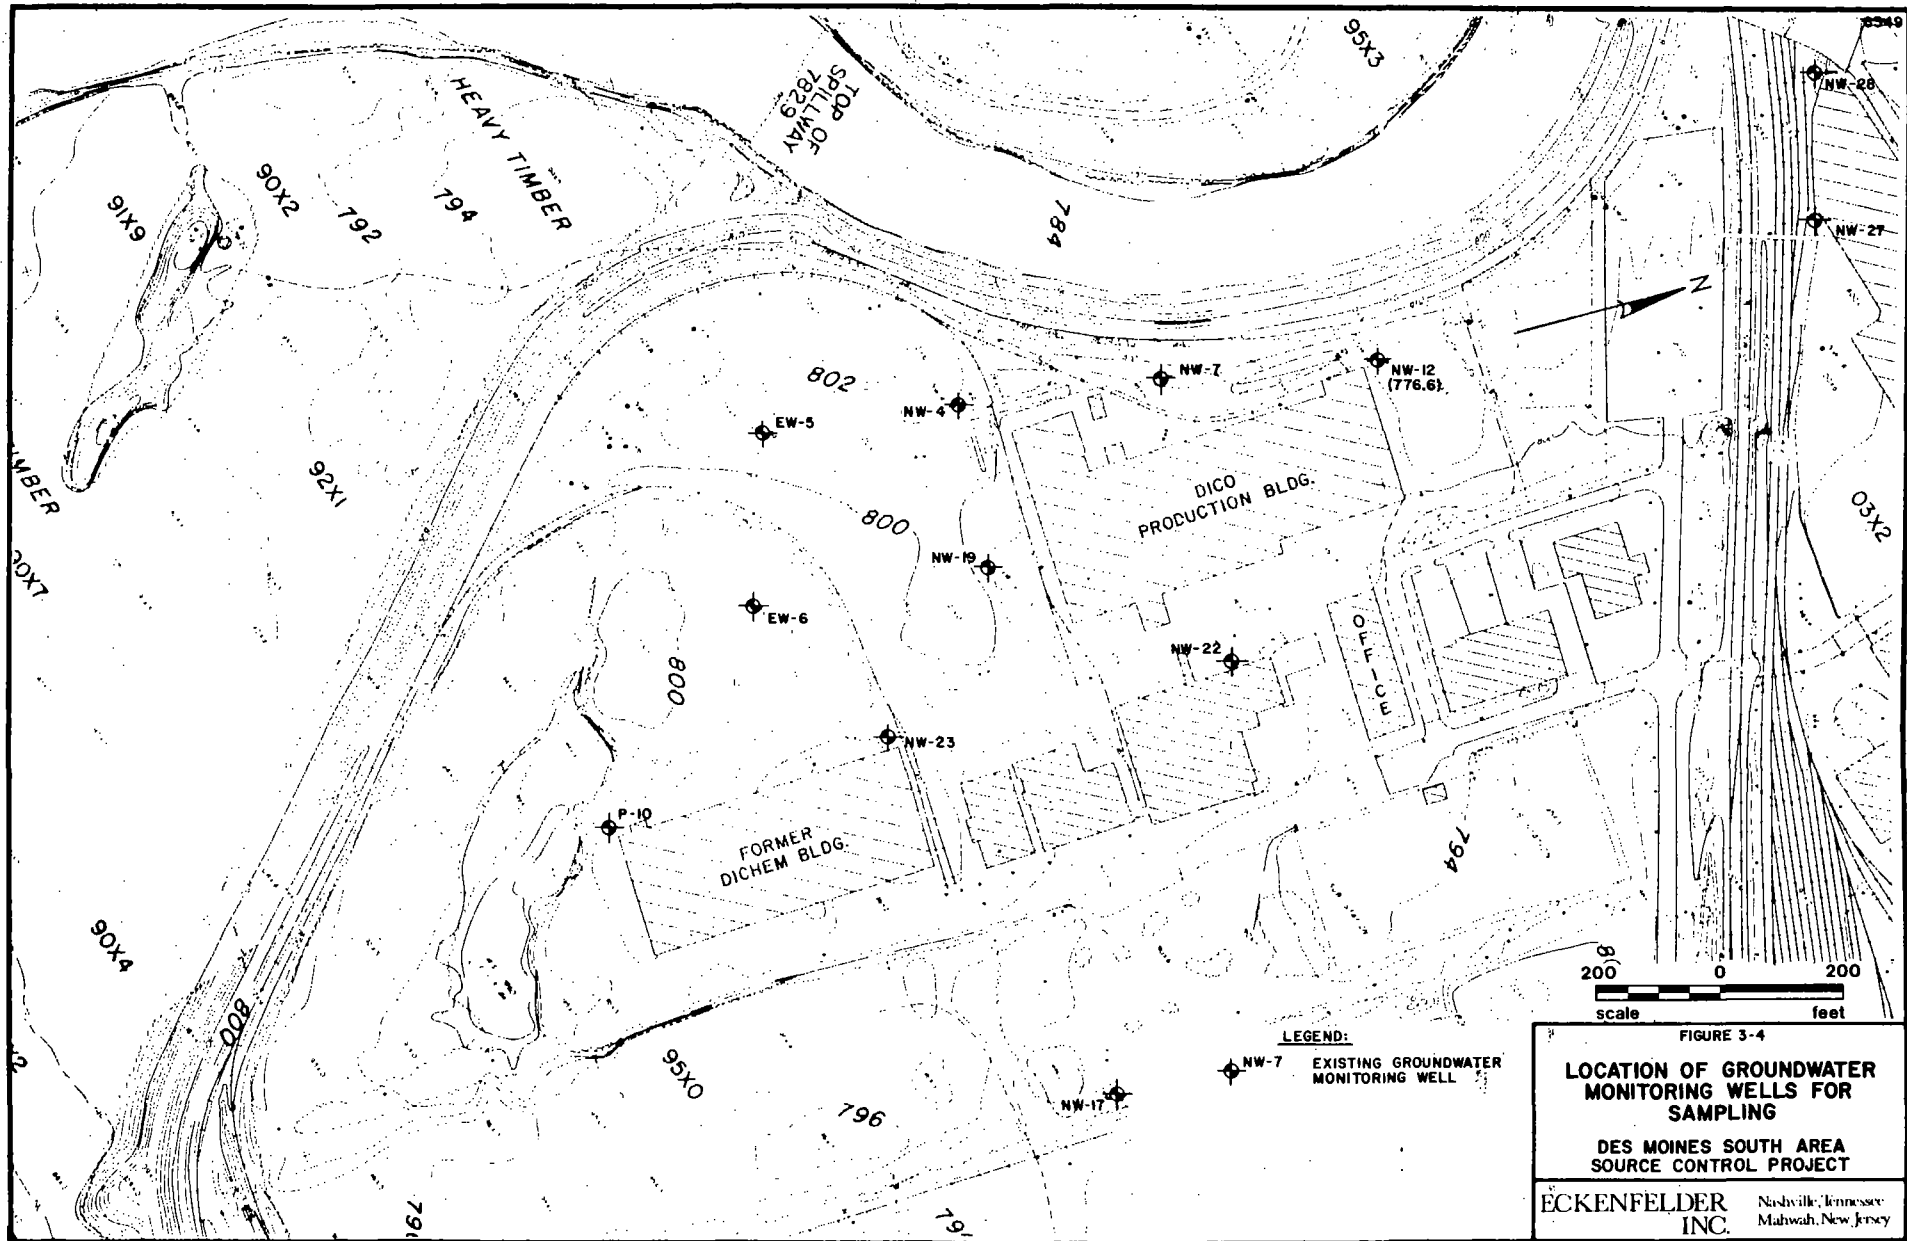 8349
95X3
NW-28
TOP OF
SPILLWAY
7829
HEAVY TIMBER
90X2
91X9
792
794
784
NW-27
N
802
NW-7
NW-12
(776.6)
NW-4
EW-5
92X1
DICO
PRODUCTION BLDG.
03X2
800
NW-19
EW-6
OFFICE
800
NW-22
NW-23
P-10
FORMER
DICHEM BLDG.
794
90X4
800
95X0
796
NW-17
200 0 200
scale feet
LEGEND:
NW-7 EXISTING GROUNDWATER
MONITORING WELL
FIGURE 3-4
LOCATION OF GROUNDWATER
MONITORING WELLS FOR
SAMPLING
DES MOINES SOUTH AREA
SOURCE CONTROL PROJECT
ECKENFELDER
INC.
Nashville, Tennessee
Mahwah, New Jersey